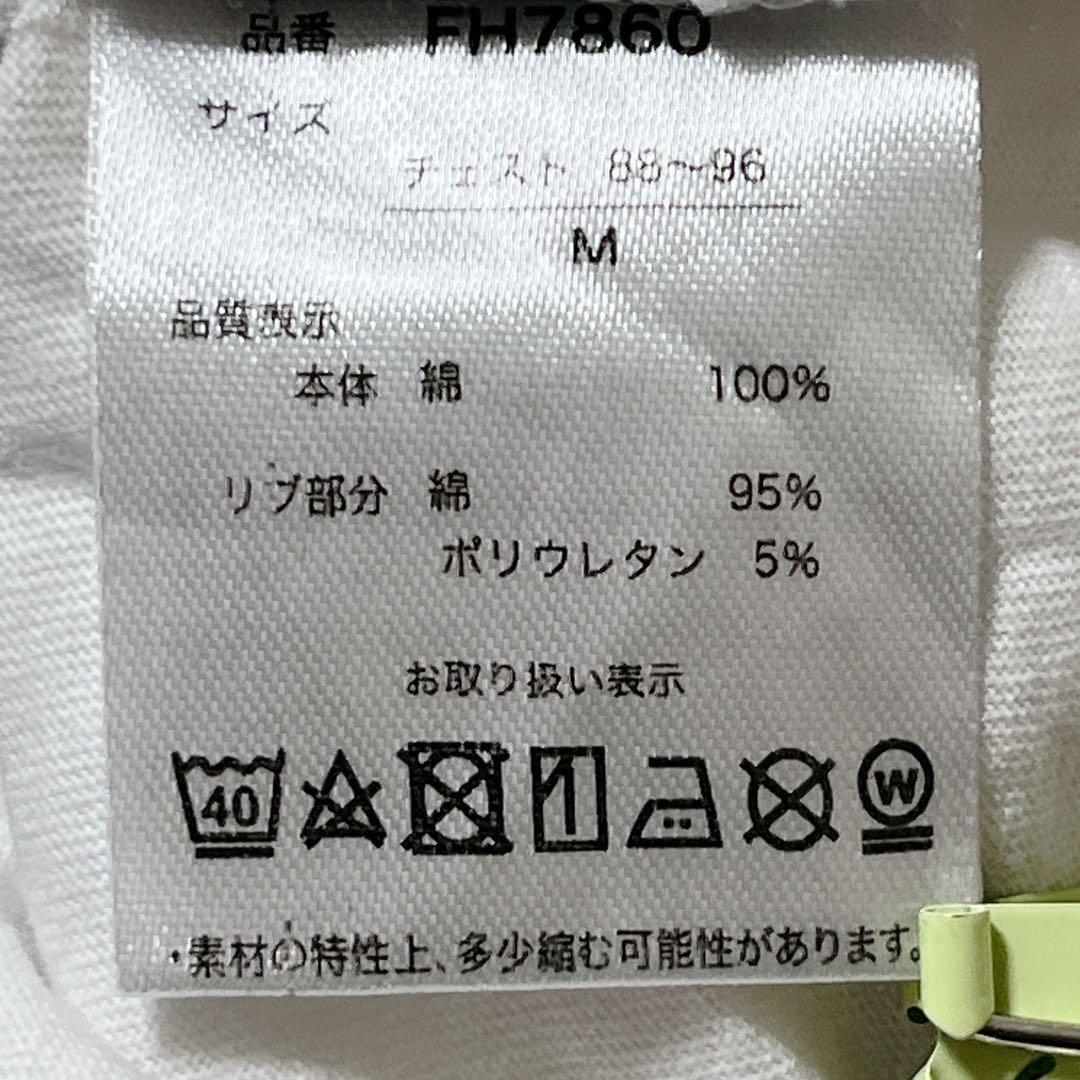 品番 FH7860
サイズ
チェスト 88～96
M
品質表示
本体 綿 100%
リブ部分 綿 95%
ポリウレタン 5%
お取り扱い表示
40 W
・素材の特性上、多少縮む可能性があります。